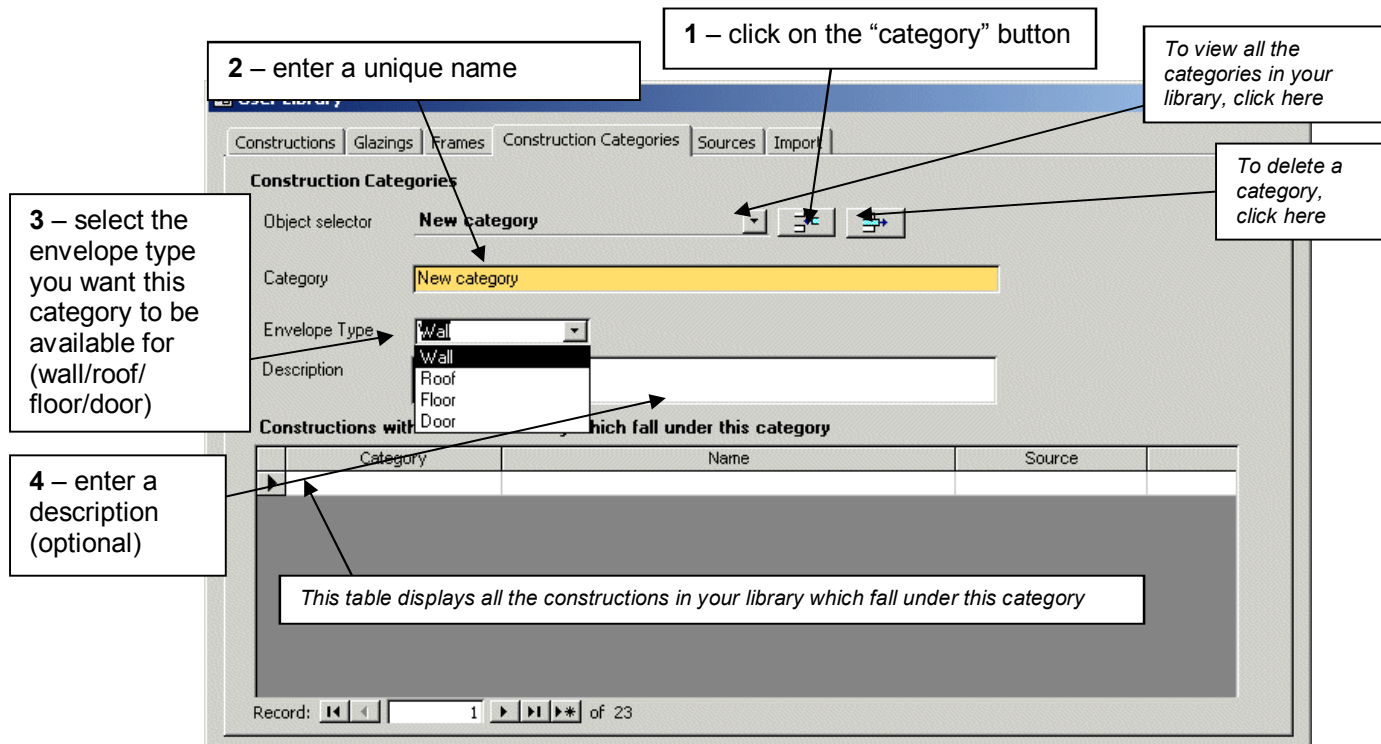 1 – click on the “category” button
To view all the
categories in your
library, click here
2 – enter a unique name
User Library
Constructions
Glazings
Frames
Construction Categories
Sources
Import
To delete a
category,
click here
Construction Categories
3 – select the
envelope type
you want this
category to be
available for
(wall/roof/
floor/door)
Object selector
New category
Category
New category
Envelope Type
Wall
Wall
Roof
Floor
Door
Description
Constructions with
hich fall under this category
Category
Name
Source
4 – enter a
description
(optional)
This table displays all the constructions in your library which fall under this category
Record: 1 of 23